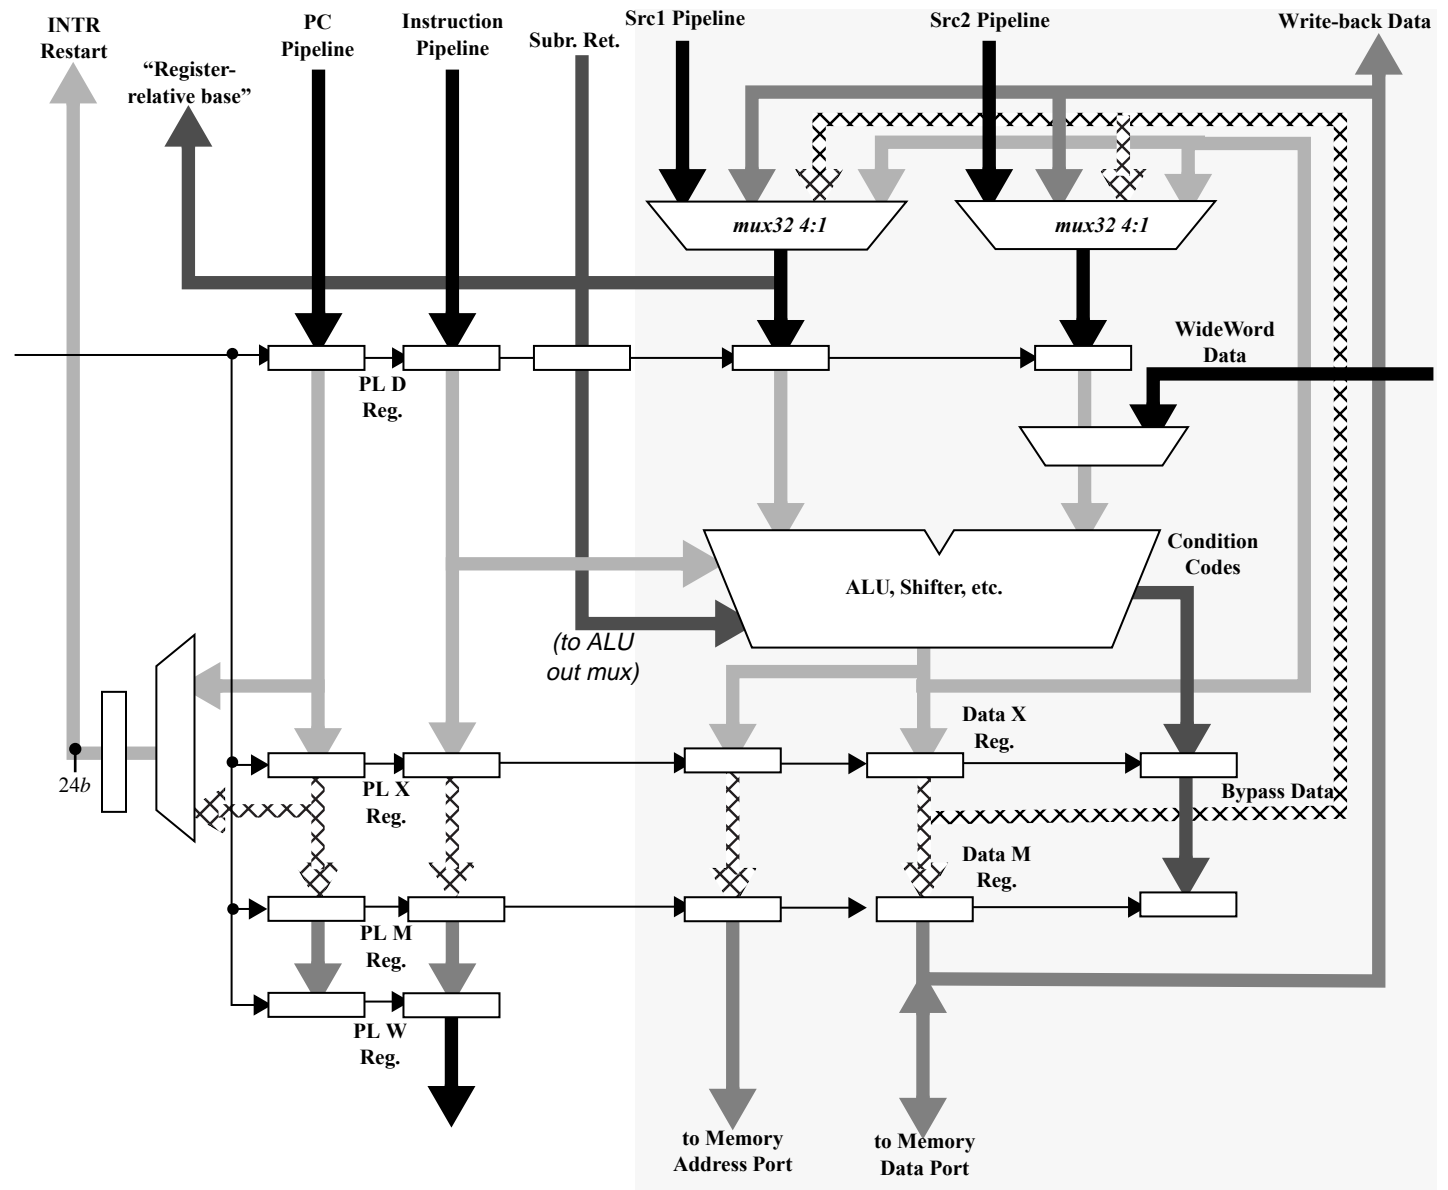 INTR
Restart
PC
Pipeline
Instruction
Pipeline
Subr. Ret.
Src1 Pipeline
Src2 Pipeline
Write-back Data
“Register-
relative base”
mux32 4:1
mux32 4:1
WideWord
Data
PL D
Reg.
Condition
Codes
ALU, Shifter, etc.
(to ALU
out mux)
Data X
Reg.
24b
PL X
Reg.
Bypass Data
Data M
Reg.
PL M
Reg.
PL W
Reg.
to Memory
Address Port
to Memory
Data Port